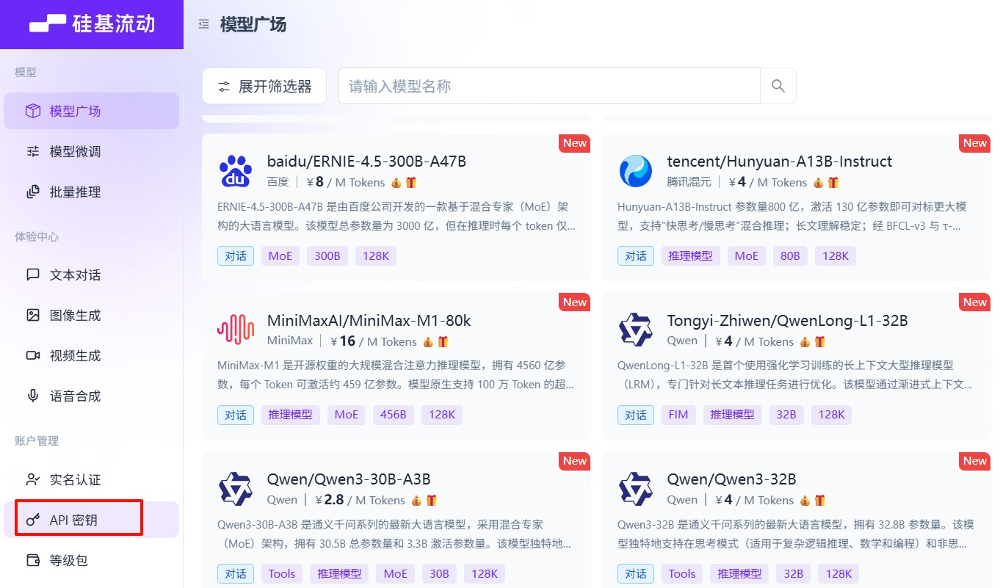 硅基流动
模型广场
模型
模型广场
模型微调
批量推理
体验中心
文本对话
图像生成
视频生成
语音合成
账户管理
实名认证
API 密钥
等级包
展开筛选器
请输入模型名称
New
du
baidu/ERNIE-4.5-300B-A47B
百度 | ￥8 / M Tokens
ERNIE-4.5-300B-A47B 是由百度公司开发的一款基于混合专家（MoE）架
构的大语言模型。该模型总参数量为 3000 亿，但在推理时每个 token 仅...
对话 MoE 300B 128K
New
tencent/Hunyuan-A13B-Instruct
腾讯混元 | ￥4 / M Tokens
Hunyuan-A13B-Instruct 参数量800 亿，激活 130 亿参数即可对标更大模
型，支持“快思考/慢思考”混合推理；长文理解稳定；经 BFCL-v3 与 τ-...
对话 推理模型 MoE 80B 128K
New
MiniMaxAI/MiniMax-M1-80k
MiniMax | ￥16 / M Tokens
MiniMax-M1 是开源权重的大规模混合注意力推理模型，拥有 4560 亿参
数，每个 Token 可激活约 459 亿参数。模型原生支持 100 万 Token 的超...
对话 推理模型 MoE 456B 128K
New
Tongyi-Zhiwen/QwenLong-L1-32B
Qwen | ￥4 / M Tokens
QwenLong-L1-32B 是首个使用强化学习训练的长上下文大型推理模型
（LRM），专门针对长文本推理任务进行优化。该模型通过渐进式上下文...
对话 FIM 推理模型 32B 128K
New
Qwen/Qwen3-30B-A3B
Qwen | ￥2.8 / M Tokens
Qwen3-30B-A3B 是通义千问系列的最新大语言模型，采用混合专家
（MoE）架构，拥有 30.5B 总参数量和 3.3B 激活参数量。该模型独特地...
对话 Tools 推理模型 MoE 30B 128K
New
Qwen/Qwen3-32B
Qwen | ￥4 / M Tokens
Qwen3-32B 是通义千问系列的最新大语言模型，拥有 32.8B 参数量。该模
型独特地支持在思考模式（适用于复杂逻辑推理、数学和编程）和非思...
对话 Tools 推理模型 32B 128K